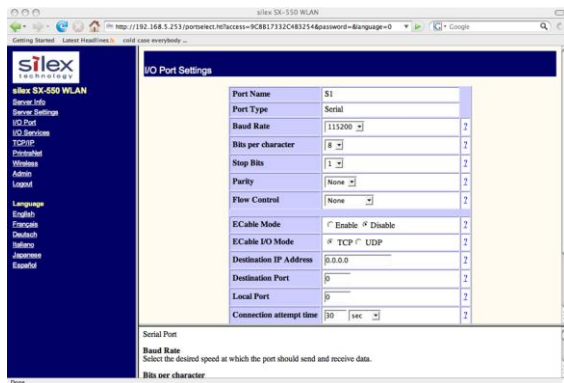 silex SX-550 WLAN
http://192.168.5.253/portselect.htl?access=9C8B17332C483254&password=&language=0
Google
Getting Started Latest Headlines cold case everybody ...
silex
technology
silex SX-550 WLAN
Server Info
Server Settings
I/O Port
I/O Services
TCP/IP
PrintraNet
Wireless
Admin
Logout
Language
English
Français
Deutsch
Italiano
Japanese
Español
I/O Port Settings
Port Name S1
Port Type Serial
Baud Rate 115200 ?
Bits per character 8 ?
Stop Bits 1 ?
Parity None ?
Flow Control None ?
ECable Mode Enable Disable ?
ECable I/O Mode TCP UDP ?
Destination IP Address 0.0.0.0 ?
Destination Port 0 ?
Local Port 0 ?
Connection attempt time 30 sec ?
Serial Port
Baud Rate
Select the desired speed at which the port should send and receive data.
Bits per character
Done